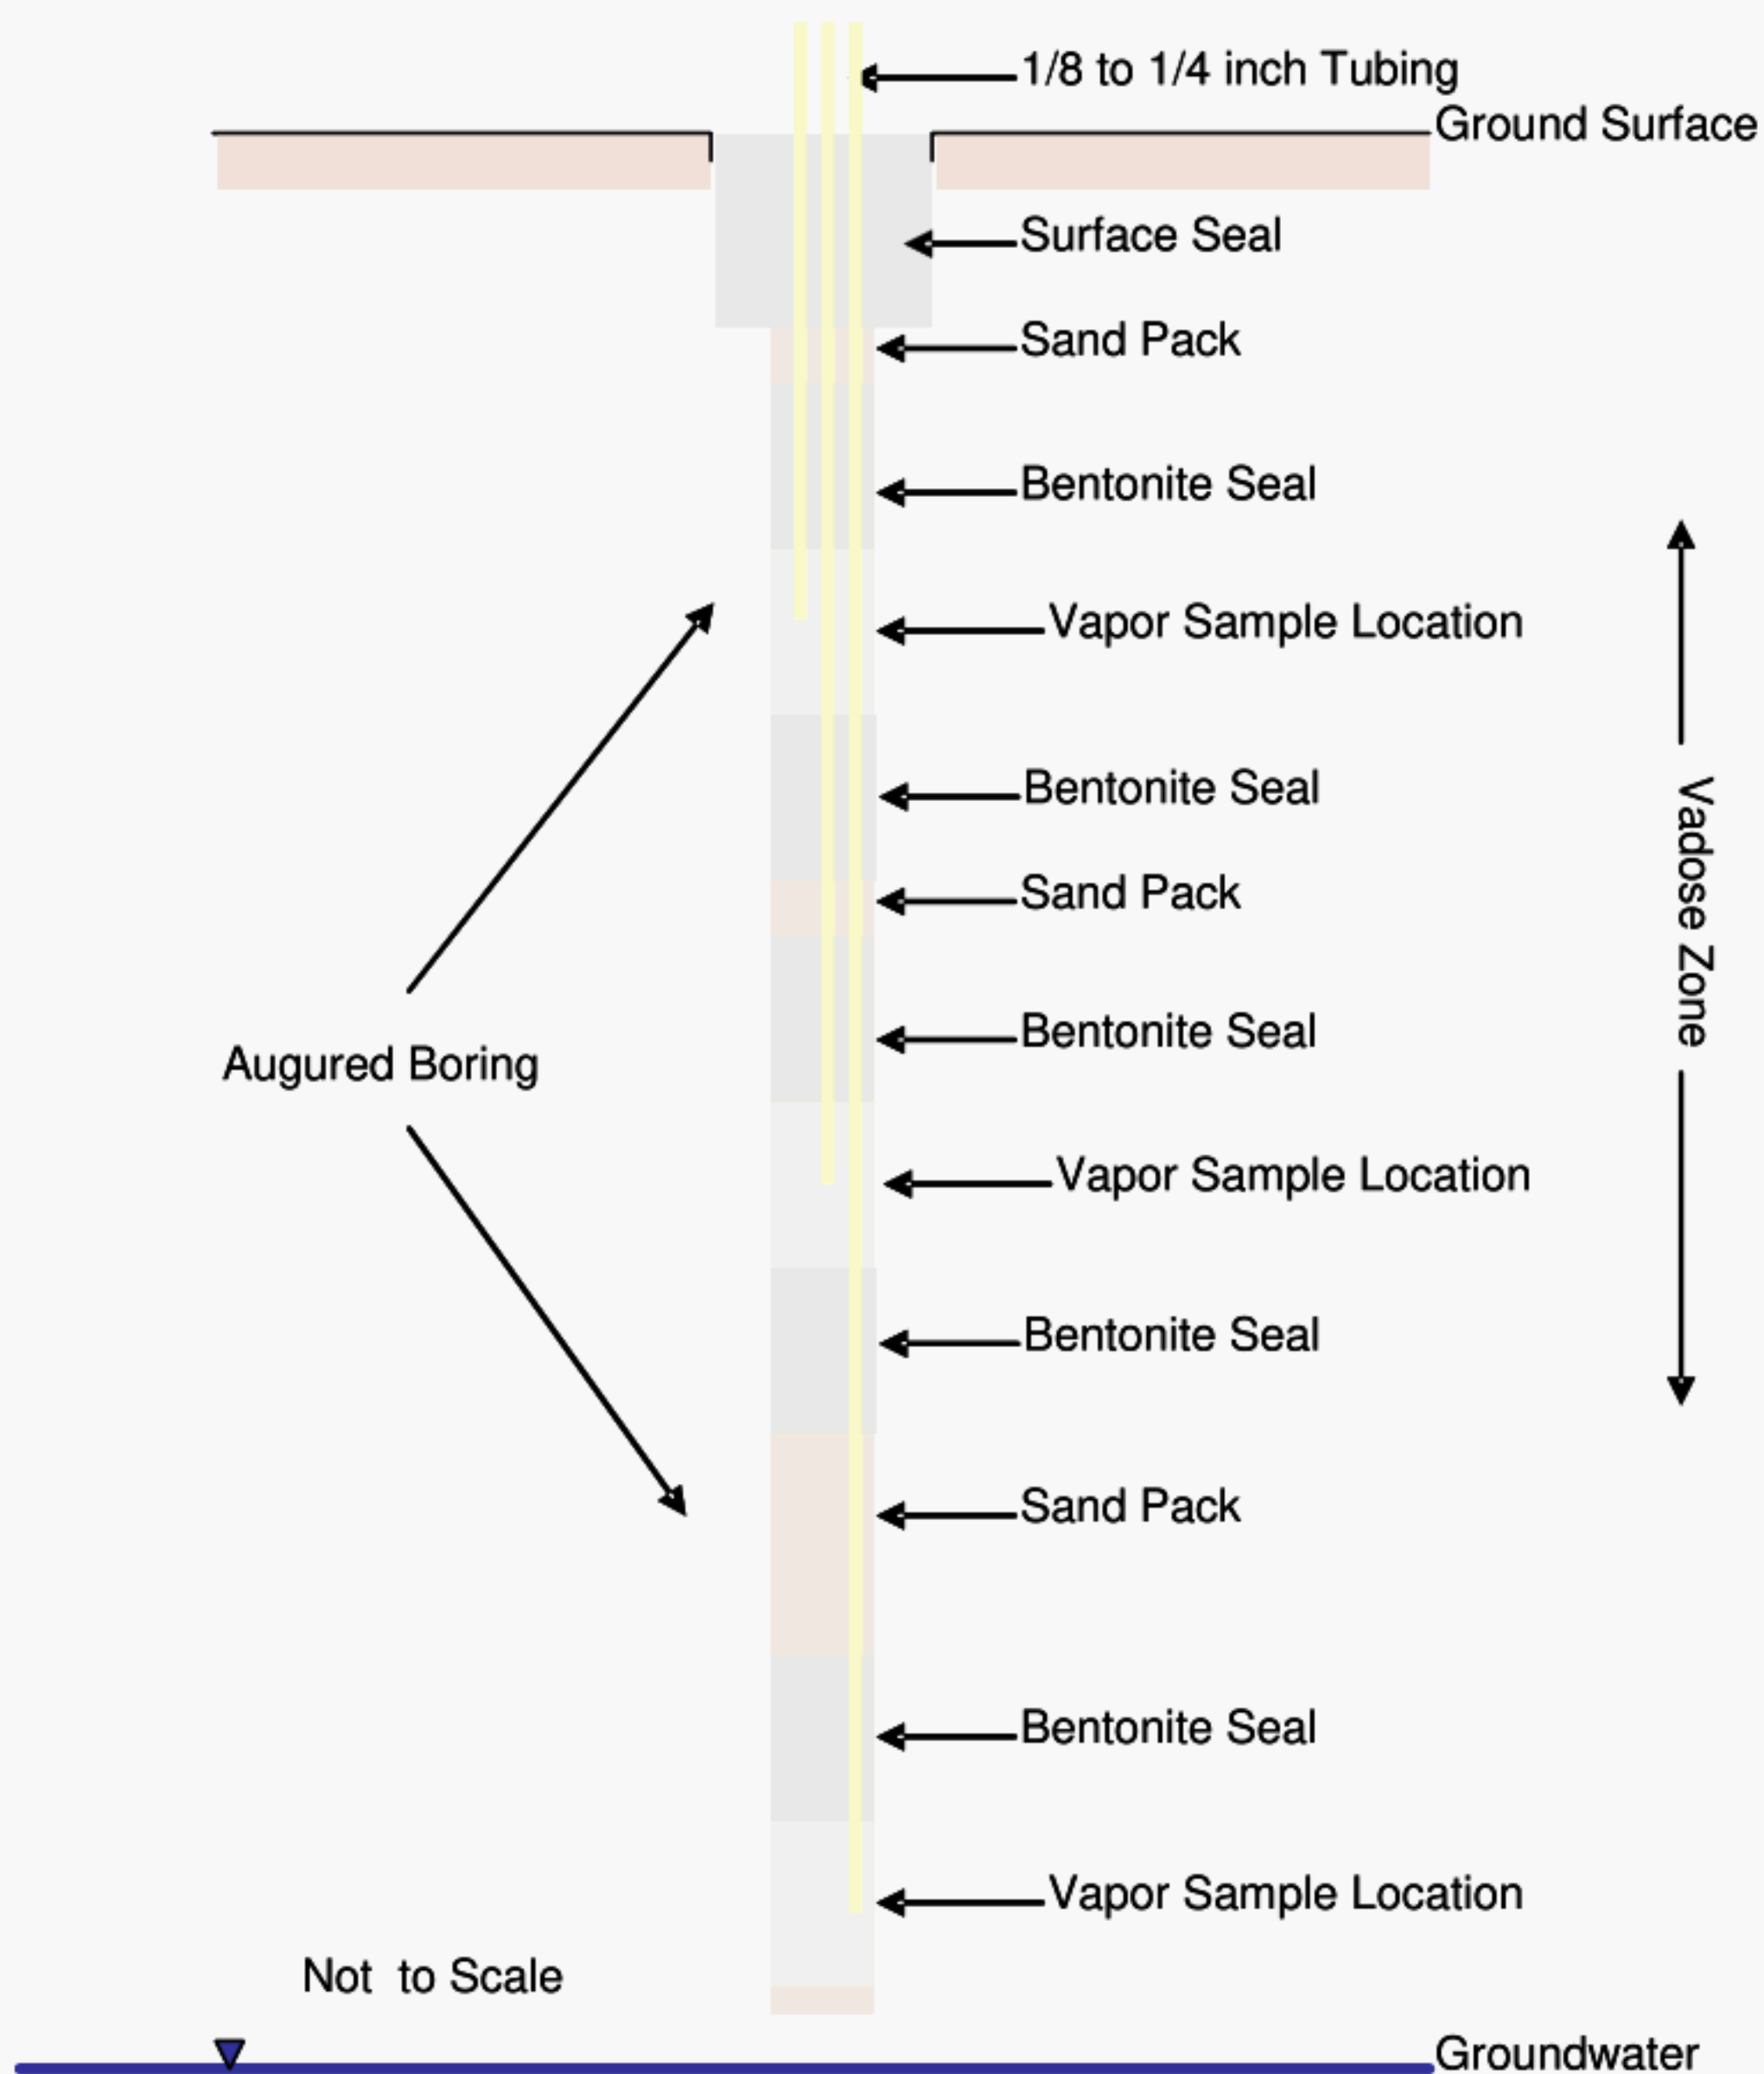 1/8 to 1/4 inch Tubing
Ground Surface
Surface Seal
Sand Pack
Bentonite Seal
Vapor Sample Location
Bentonite Seal
Vadose Zone
Sand Pack
Bentonite Seal
Augured Boring
Vapor Sample Location
Bentonite Seal
Sand Pack
Bentonite Seal
Vapor Sample Location
Not to Scale
Groundwater